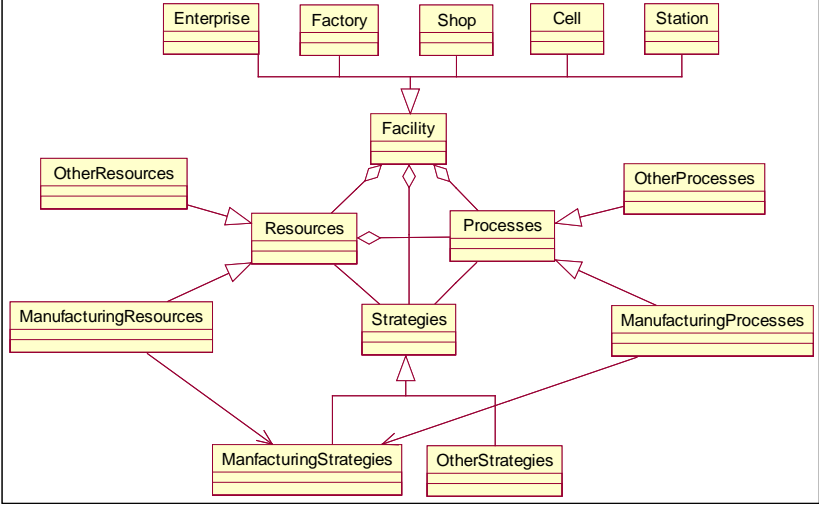 Enterprise
Factory
Shop
Cell
Station
Facility
OtherResources
OtherProcesses
Resources
Processes
ManufacturingResources
Strategies
ManufacturingProcesses
ManfacturingStrategies
OtherStrategies